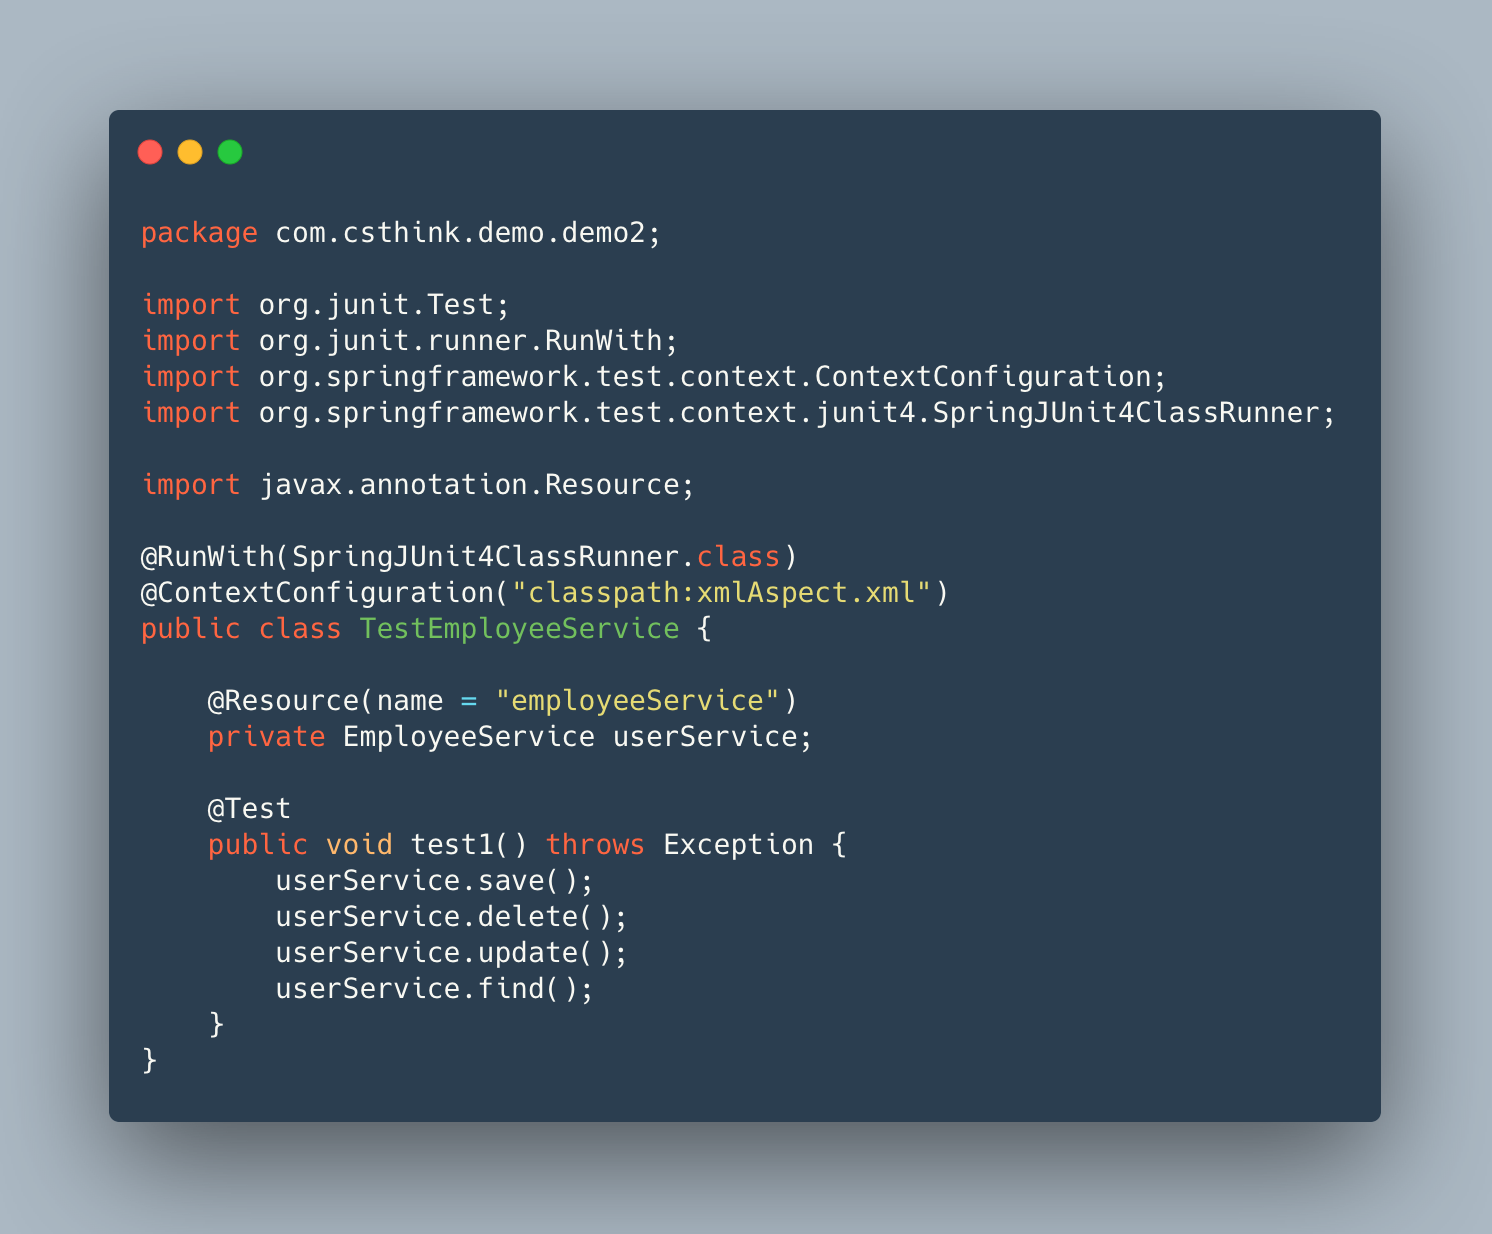 package com.csthink.demo.demo2;

import org.junit.Test;
import org.junit.runner.RunWith;
import org.springframework.test.context.ContextConfiguration;
import org.springframework.test.context.junit4.SpringJUnit4ClassRunner;

import javax.annotation.Resource;

@RunWith(SpringJUnit4ClassRunner.class)
@ContextConfiguration("classpath:xmlAspect.xml")
public class TestEmployeeService {

    @Resource(name = "employeeService")
    private EmployeeService userService;

    @Test
    public void test1() throws Exception {
        userService.save();
        userService.delete();
        userService.update();
        userService.find();
    }
}